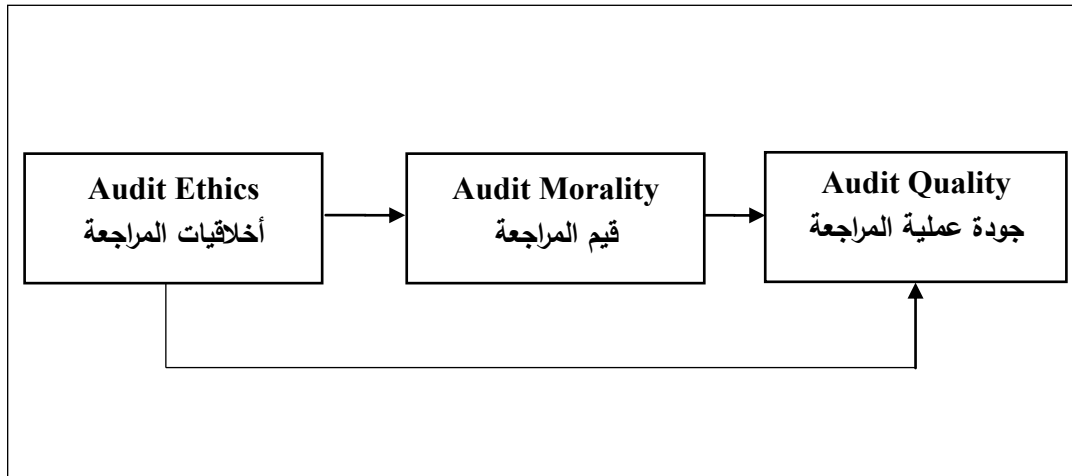 Audit Ethics
أخلاقيات المراجعة
Audit Morality
قيم المراجعة
Audit Quality
جودة عملية المراجعة